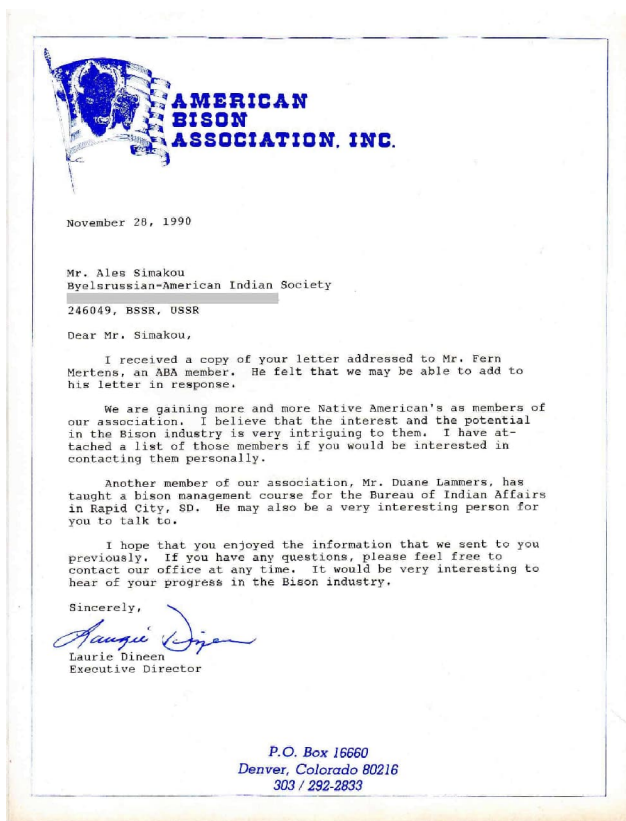 AMERICAN
BISON
ASSOCIATION, INC.
November 28, 1990
Mr. Ales Simakou
Byelsrussian-American Indian Society
246049, BSSR, USSR
Dear Mr. Simakou,
I received a copy of your letter addressed to Mr. Fern
Mertens, an ABA member. He felt that we may be able to add to
his letter in response.
We are gaining more and more Native American's as members of
our association. I believe that the interest and the potential
in the Bison industry is very intriguing to them. I have at-
tached a list of those members if you would be interested in
contacting them personally.
Another member of our association, Mr. Duane Lammers, has
taught a bison management course for the Bureau of Indian Affairs
in Rapid City, SD. He may also be a very interesting person for
you to talk to.
I hope that you enjoyed the information that we sent to you
previously. If you have any questions, please feel free to
contact our office at any time. It would be very interesting to
hear of your progress in the Bison industry.
Sincerely,
Laurie Dineen
Laurie Dineen
Executive Director
P.O. Box 16660
Denver, Colorado 80216
303 / 292-2833